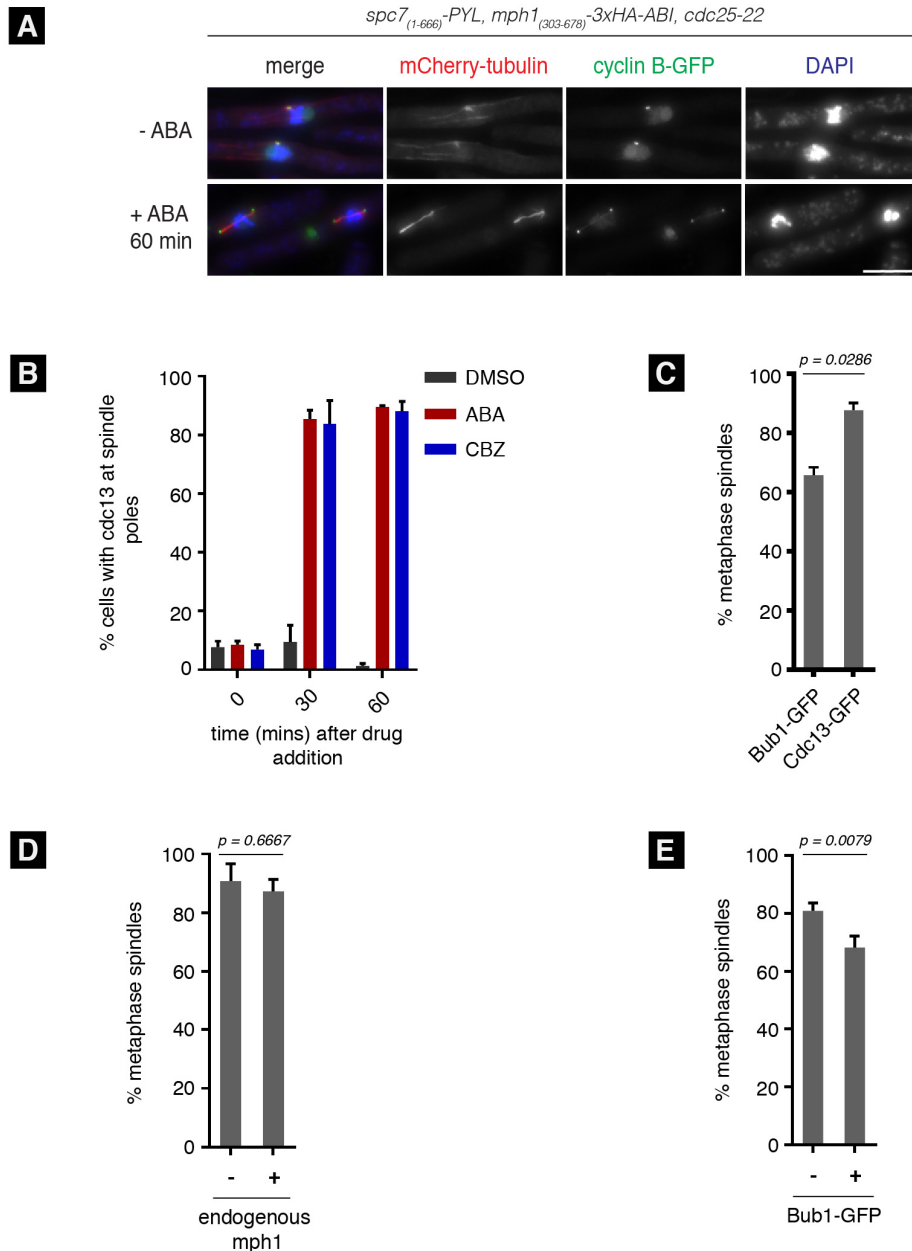 A
spc7(1-666)-PYL, mph1(303-678)-3xHA-ABI, cdc25-22
merge mCherry-tubulin cyclin B-GFP DAPI
- ABA
+ ABA
60 min
B
% cells with cdc13 at spindle
poles
100
80
60
40
20
0
0 30 60
time (mins) after drug
addition
DMSO
ABA
CBZ
C
p = 0.0286
% metaphase spindles
100
80
60
40
20
0
Bub1-GFP
Cdc13-GFP
D
p = 0.6667
% metaphase spindles
100
80
60
40
20
0
- +
endogenous
mph1
E
p = 0.0079
% metaphase spindles
100
80
60
40
20
0
- +
Bub1-GFP